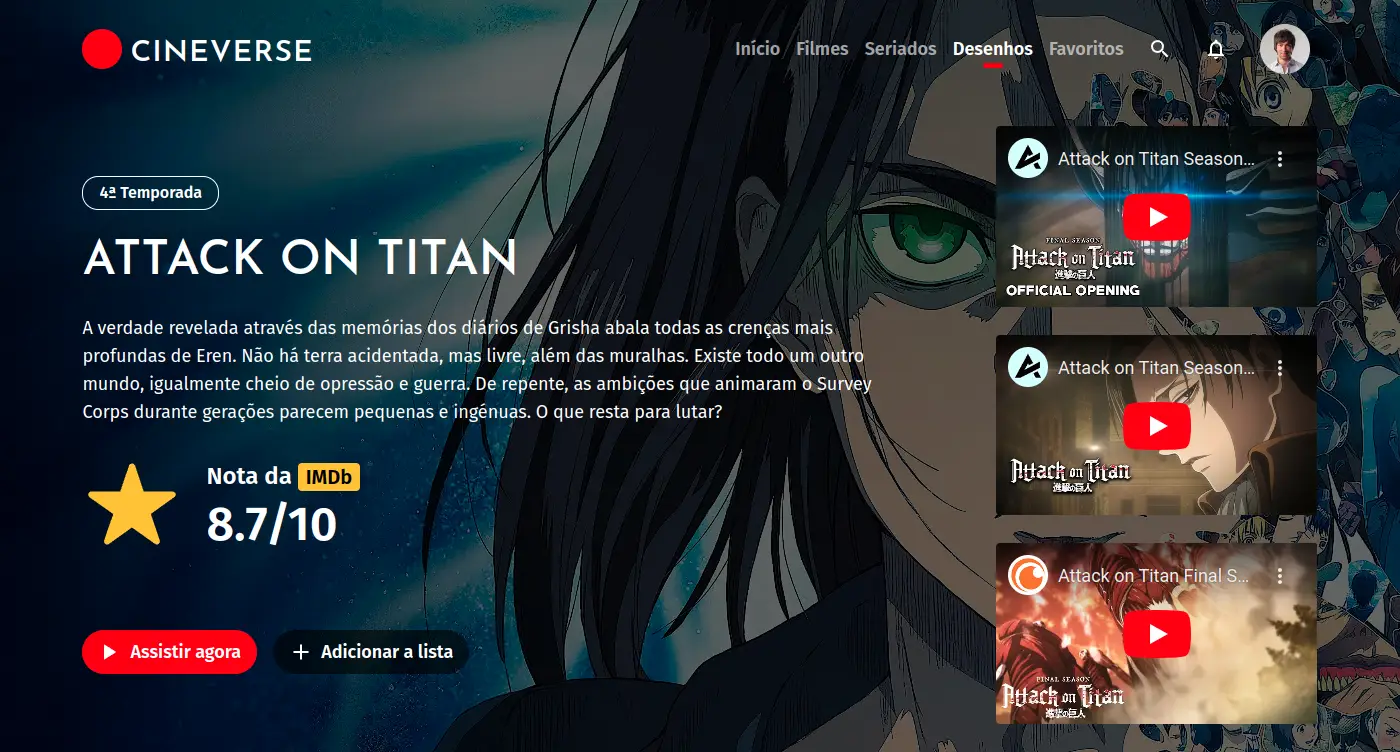 CINEVERSE
Início Filmes Seriados Desenhos Favoritos
4ª Temporada
ATTACK ON TITAN
A verdade revelada através das memórias dos diários de Grisha abala todas as crenças mais
profundas de Eren. Não há terra acidentada, mas livre, além das muralhas. Existe todo um outro
mundo, igualmente cheio de opressão e guerra. De repente, as ambições que animaram o Survey
Corps durante gerações parecem pequenas e ingénuas. O que resta para lutar?
Nota da IMDb
8.7/10
Assistir agora
Adicionar a lista
Attack on Titan Season...
FINAL SEASON
Attack on Titan
進撃の巨人
OFFICIAL OPENING
Attack on Titan Season...
Attack on Titan
進撃の巨人
Attack on Titan Final S...
FINAL SEASON
Attack on Titan
進撃の巨人